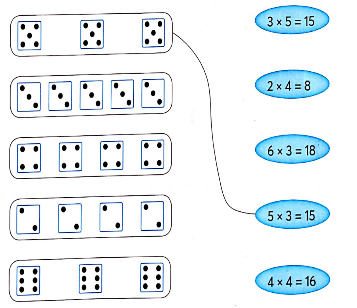 3 × 5 = 15
2 × 4 = 8
6 × 3 = 18
5 × 3 = 15
4 × 4 = 16